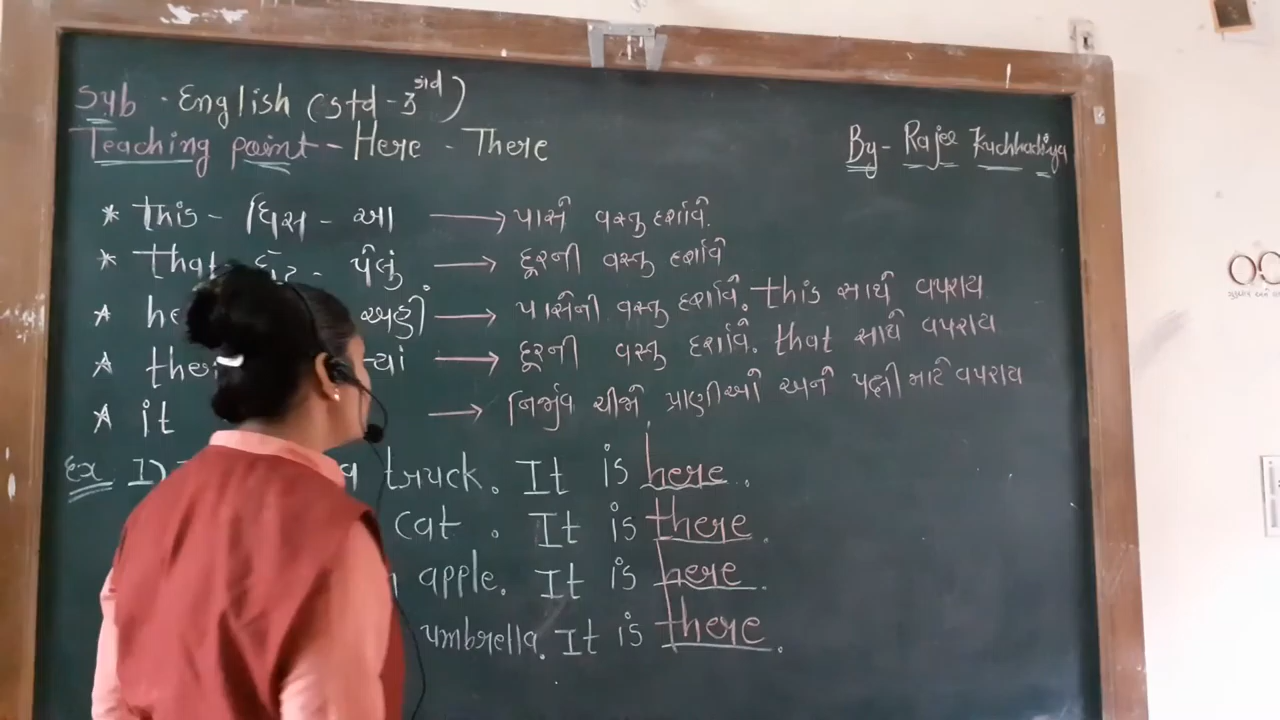 Sub - English (Std - 3rd)
Teaching point - Here - There
By - Rajee Kuchhadiya
* this - ધિસ - આ → પાસે વસ્તુ દર્શાવે.
* that - પેલું → દૂરની વસ્તુ દર્શાવે
* he અહીં → પાસેની વસ્તુ દર્શાવે. this સાથે વપરાય
* the ત્યાં → દૂરની વસ્તુ દર્શાવે. that સાથે વપરાય
* it → નિર્જીવ ચીજો પ્રાણીઓ અને પક્ષી માટે વપરાય
Ex 1) a truck. It is here.
cat. It is there.
apple. It is here.
umbrella. It is there.